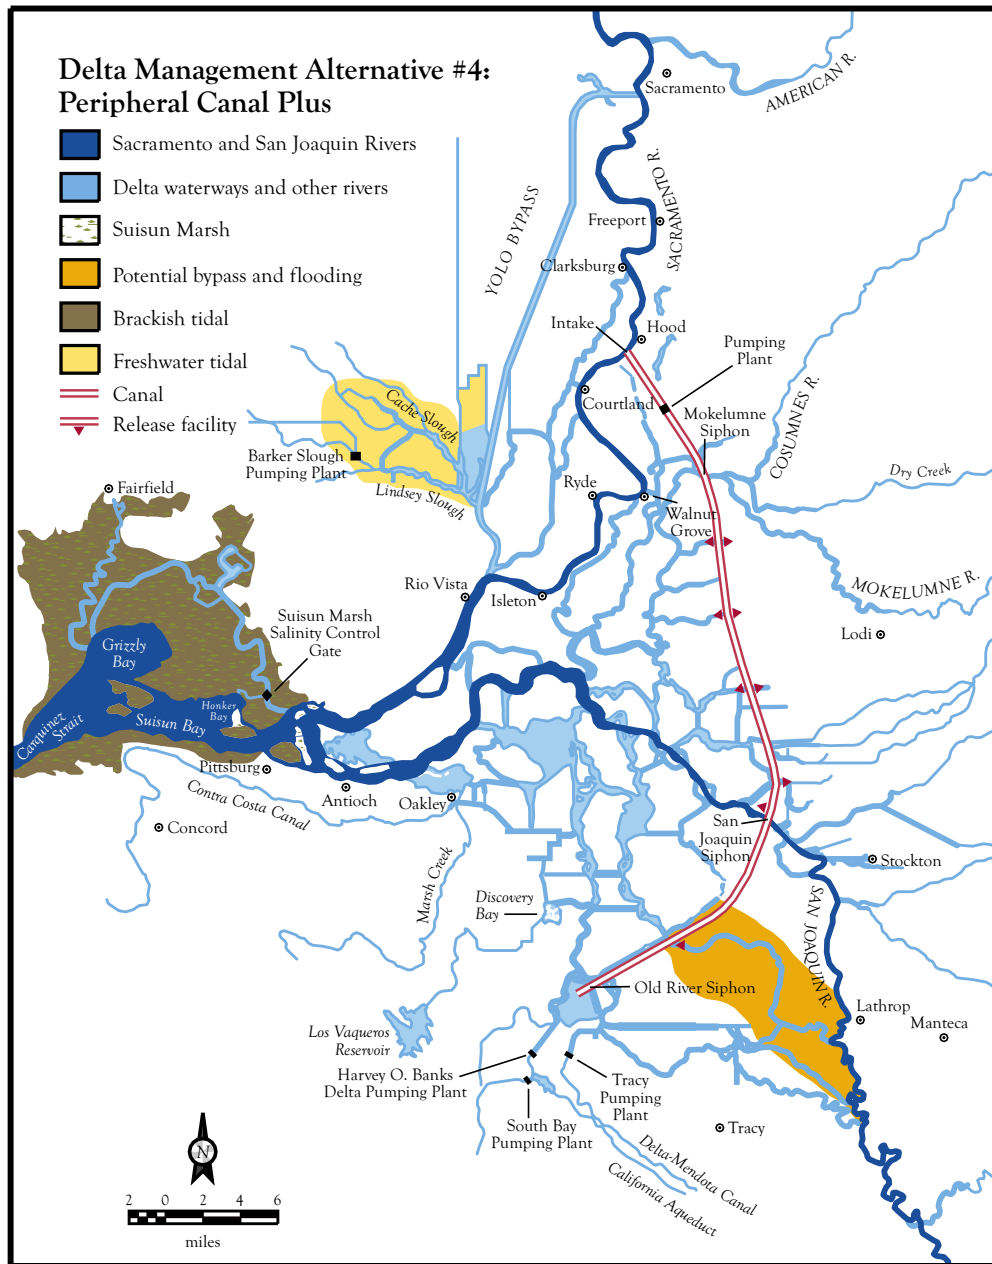 Delta Management Alternative #4:
Peripheral Canal Plus
Sacramento and San Joaquin Rivers
Delta waterways and other rivers
Suisun Marsh
Potential bypass and flooding
Brackish tidal
Freshwater tidal
Canal
Release facility
Sacramento
AMERICAN R.
SACRAMENTO R.
YOLO BYPASS
Freeport
Clarksburg
Intake
Hood
Pumping
Plant
Courtland
Mokelumne
Siphon
COSUMNES R.
Cache Slough
Barker Slough
Pumping Plant
Lindsey Slough
Dry Creek
Ryde
Walnut
Grove
Fairfield
Rio Vista
Isleton
MOKELUMNE R.
Lodi
Suisun Marsh
Salinity Control
Gate
Grizzly
Bay
Honker
Bay
Suisun Bay
Carquinez
Strait
Pittsburg
Antioch
Oakley
Contra Costa Canal
Concord
San
Joaquin
Siphon
Stockton
Marsh Creek
Discovery
Bay
SAN JOAQUIN R.
Old River Siphon
Lathrop
Manteca
Los Vaqueros
Reservoir
Harvey O. Banks
Delta Pumping Plant
Tracy
Pumping
Plant
South Bay
Pumping Plant
Tracy
Delta-Mendota Canal
California Aqueduct
N
2 0 2 4 6
miles